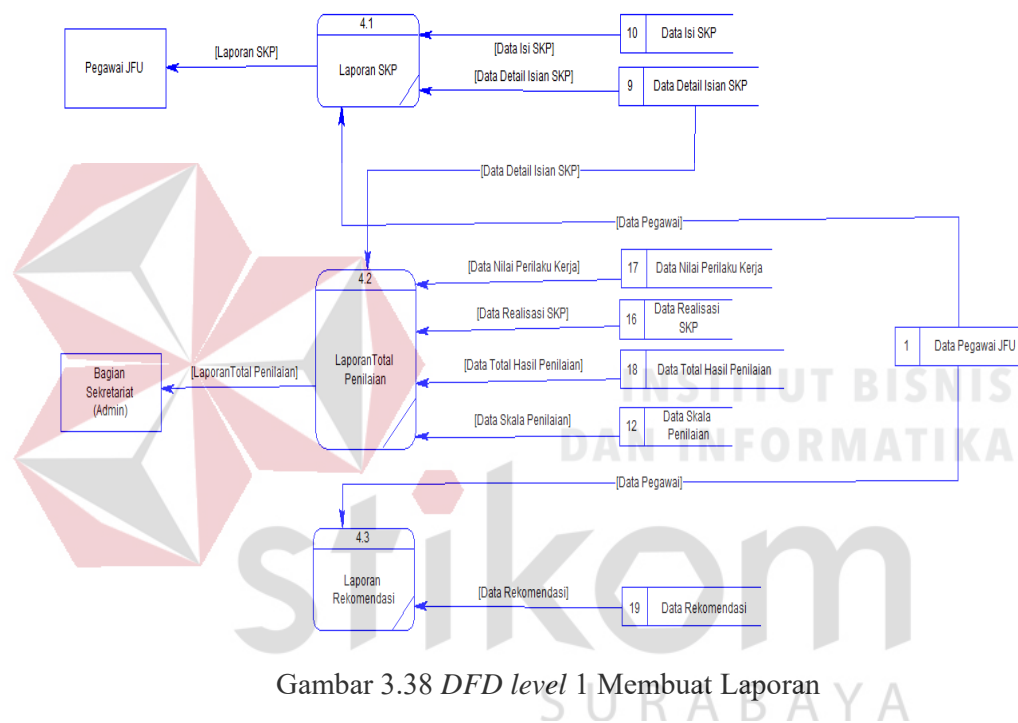 4.1
Laporan SKP
10
Data Isi SKP
[Data Isi SKP]
[Laporan SKP]
Pegawai JFU
[Data Detail Isian SKP]
9
Data Detail Isian SKP
[Data Detail Isian SKP]
[Data Pegawai]
4.2
LaporanTotal
Penilaian
[Data Nilai Perilaku Kerja]
17
Data Nilai Perilaku Kerja
[Data Realisasi SKP]
16
Data Realisasi
SKP
1
Data Pegawai JFU
[Data Total Hasil Penilaian]
18
Data Total Hasil Penilaian
[LaporanTotal Penilaian]
Bagian
Sekretariat
(Admin)
[Data Skala Penilaian]
12
Data Skala
Penilaian
[Data Pegawai]
4.3
Laporan
Rekomendasi
[Data Rekomendasi]
19
Data Rekomendasi
INSTITUT BISNIS
DAN INFORMATIKA
stikom
SURABAYA
Gambar 3.38 DFD level 1 Membuat Laporan